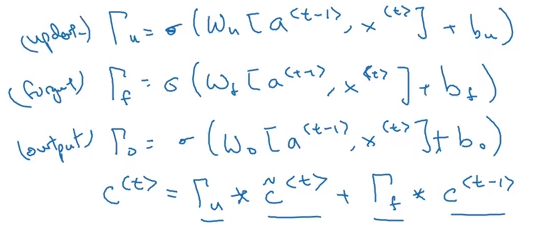 (update) Γu = σ (Wu [a<t-1>, x<t>] + bu)
(forget) Γf = σ (Wf [a<t-1>, x<t>] + bf)
(output) Γo = σ (Wo [a<t-1>, x<t>] + bo)
c<t> = Γu * c̃<t> + Γf * c<t-1>